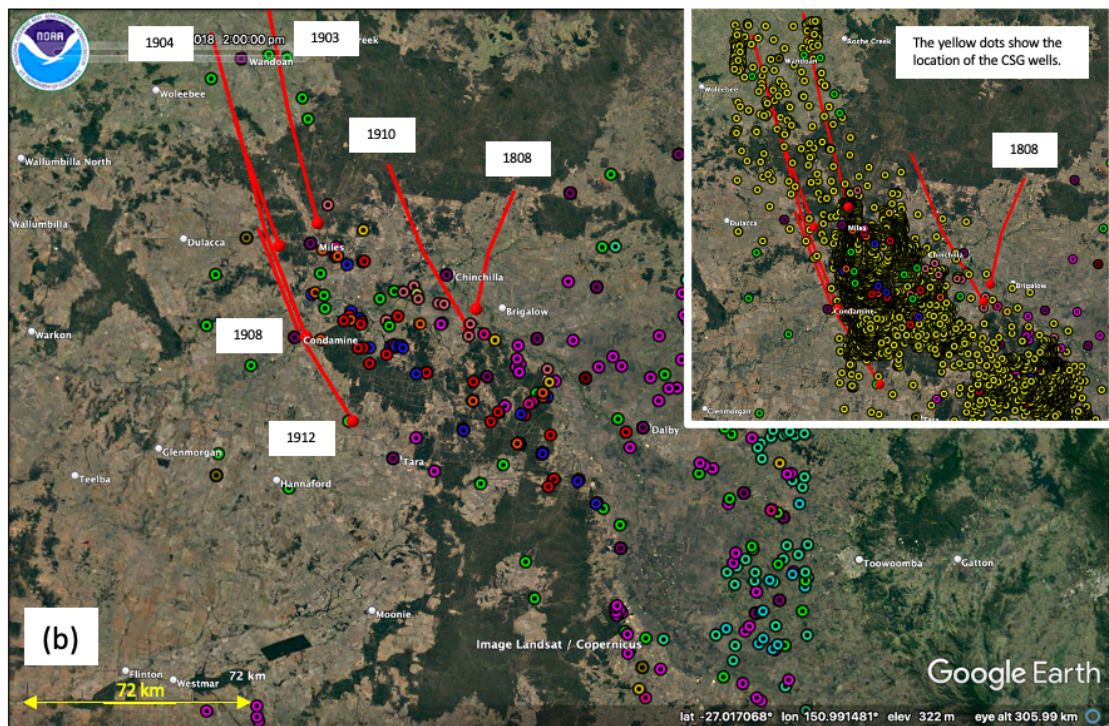 NOAA
1904
018 2:00:00 pm
1903
Creek
Wandoan
Woleebee
1910
1808
Wallumbilla North
Wallumbilla
Dulacca
Miles
Chinchilla
Brigalow
Warkon
1908
Condamine
1912
Dalby
Glenmorgan
Tara
Teelba
Hannaford
Toowoomba
Gatton
Moonie
(b)
Image Landsat / Copernicus
Flinton
Westmar
72 km
72 km
Google Earth
lat -27.017068° lon 150.991481° elev 322 m eye alt 305.99 km
The yellow dots show the
location of the CSG wells.
Roche Creek
Wandoan
Woleebee
1808
Dulacca
Miles
Chinchilla
Brigalow
Condamine
Glenmorgan